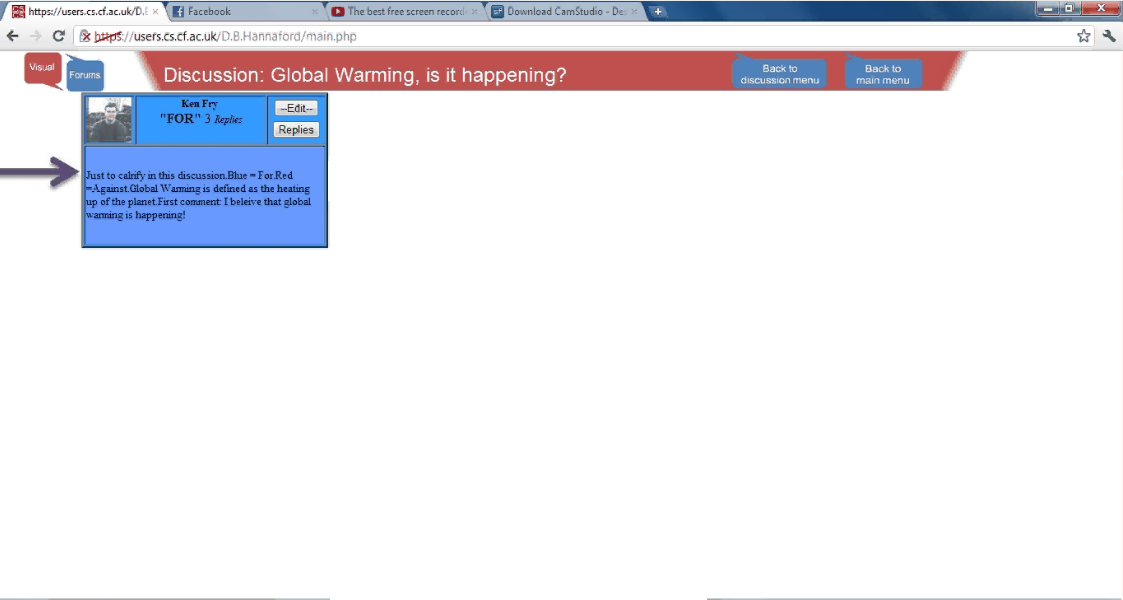 https://users.cs.cf.ac.uk/D.E
Facebook
The best free screen recorde
Download CamStudio - Des
https://users.cs.cf.ac.uk/D.B.Hannaford/main.php
Visual
Forums
Discussion: Global Warming, is it happening?
Back to
discussion menu
Back to
main menu
Ken Fry
"FOR" 3 Replies
--Edit--
Replies
Just to calrify in this discussion.Blue = For.Red
=Against.Global Warming is defined as the heating
up of the planet.First comment: I beleive that global
warming is happening!